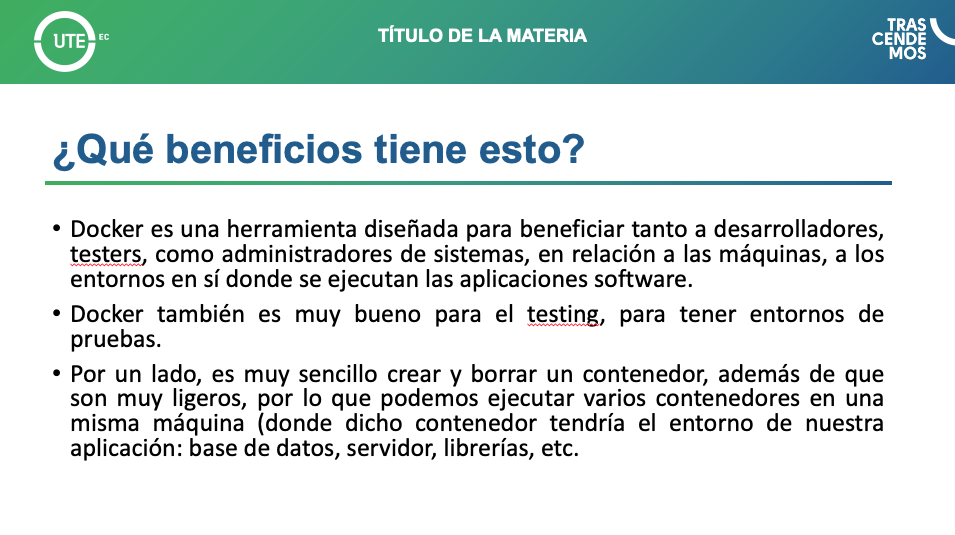 UTE EC
TÍTULO DE LA MATERIA
TRAS
CENDE
MOS
¿Qué beneficios tiene esto?
• Docker es una herramienta diseñada para beneficiar tanto a desarrolladores,
testers, como administradores de sistemas, en relación a las máquinas, a los
entornos en sí donde se ejecutan las aplicaciones software.
• Docker también es muy bueno para el testing, para tener entornos de
pruebas.
• Por un lado, es muy sencillo crear y borrar un contenedor, además de que
son muy ligeros, por lo que podemos ejecutar varios contenedores en una
misma máquina (donde dicho contenedor tendría el entorno de nuestra
aplicación: base de datos, servidor, librerías, etc.